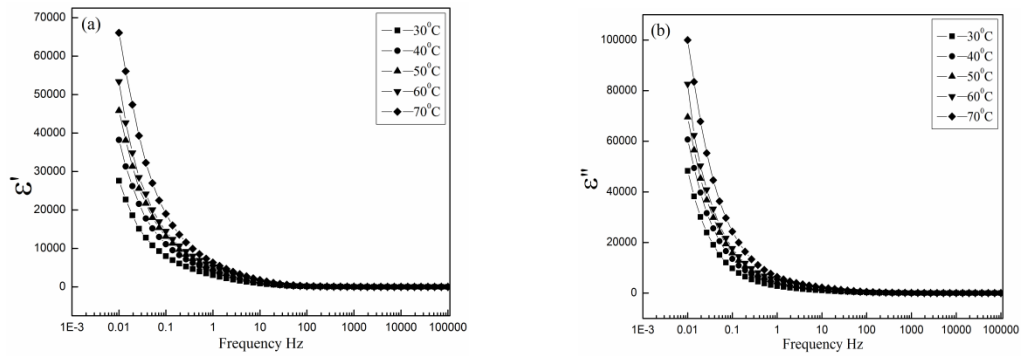 (a)
70000
60000
50000
40000
30000
20000
10000
0
ε'
30⁰C
40⁰C
50⁰C
60⁰C
70⁰C
1E-3 0.01 0.1 1 10 100 1000 10000 100000
Frequency Hz
(b)
100000
80000
60000
40000
20000
0
ε"
30⁰C
40⁰C
50⁰C
60⁰C
70⁰C
1E-3 0.01 0.1 1 10 100 1000 10000 100000
Frequency Hz